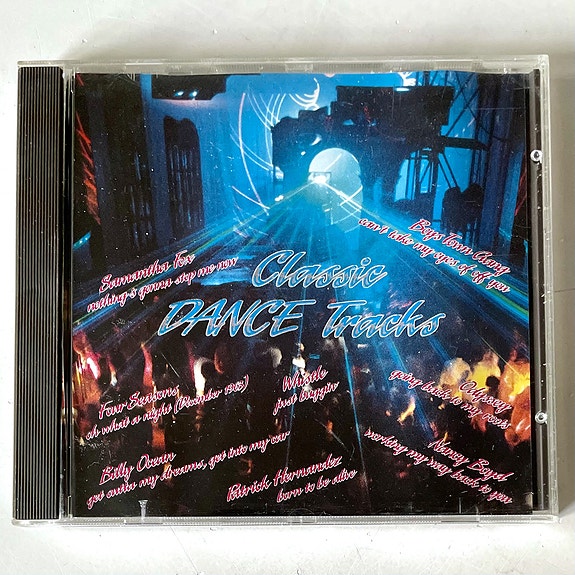 Boys Town Gang
can't take my eyes of off you
Samantha Fox
nothing-s gonna stop me now
Classic
DANCE Tracks
Four Seasons
oh what a night (December 1963)
Whistle
just buggin'
Odyssey
going back to my roots
Billy Ocean
get outta my dreams, get into my car
Patrick Hernandez
born to be alive
Nancy Boyd
working my way back to you